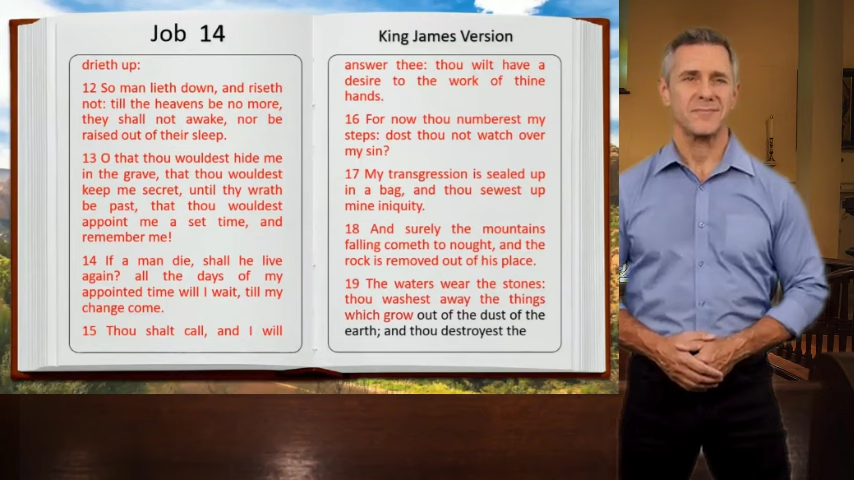 Job 14
drieth up:
12 So man lieth down, and riseth
not: till the heavens be no more,
they shall not awake, nor be
raised out of their sleep.
13 O that thou wouldest hide me
in the grave, that thou wouldest
keep me secret, until thy wrath
be past, that thou wouldest
appoint me a set time, and
remember me!
14 If a man die, shall he live
again? all the days of my
appointed time will I wait, till my
change come.
15 Thou shalt call, and I will
King James Version
answer thee: thou wilt have a
desire to the work of thine
hands.
16 For now thou numberest my
steps: dost thou not watch over
my sin?
17 My transgression is sealed up
in a bag, and thou sewest up
mine iniquity.
18 And surely the mountains
falling cometh to nought, and the
rock is removed out of his place.
19 The waters wear the stones:
thou washest away the things
which grow out of the dust of the
earth; and thou destroyest the